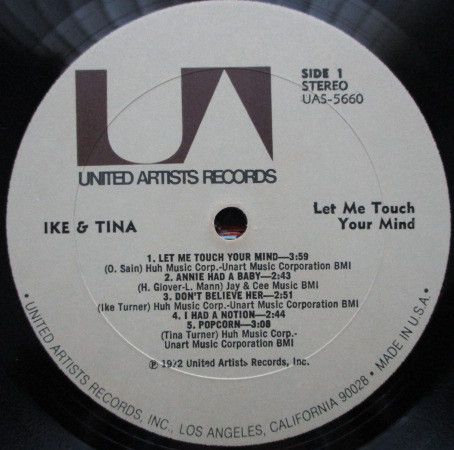 UA
UNITED ARTISTS RECORDS
SIDE 1
STEREO
UAS-5660
IKE & TINA
Let Me Touch
Your Mind
1. LET ME TOUCH YOUR MIND—3:59
(O. Sain) Huh Music Corp.-Unart Music Corporation BMI
2. ANNIE HAD A BABY—2:43
(H. Glover-L. Mann) Jay & Cee Music BMI
3. DON'T BELIEVE HER—2:51
(Ike Turner) Huh Music Corp.-Unart Music Corporation BMI
4. I HAD A NOTION—2:44
5. POPCORN—3:08
(Tina Turner) Huh Music Corp.-
Unart Music Corporation BMI
℗ 1972 United Artists Records, Inc.
• UNITED ARTISTS RECORDS, INC., LOS ANGELES, CALIFORNIA 90028 • MADE IN U.S.A. •